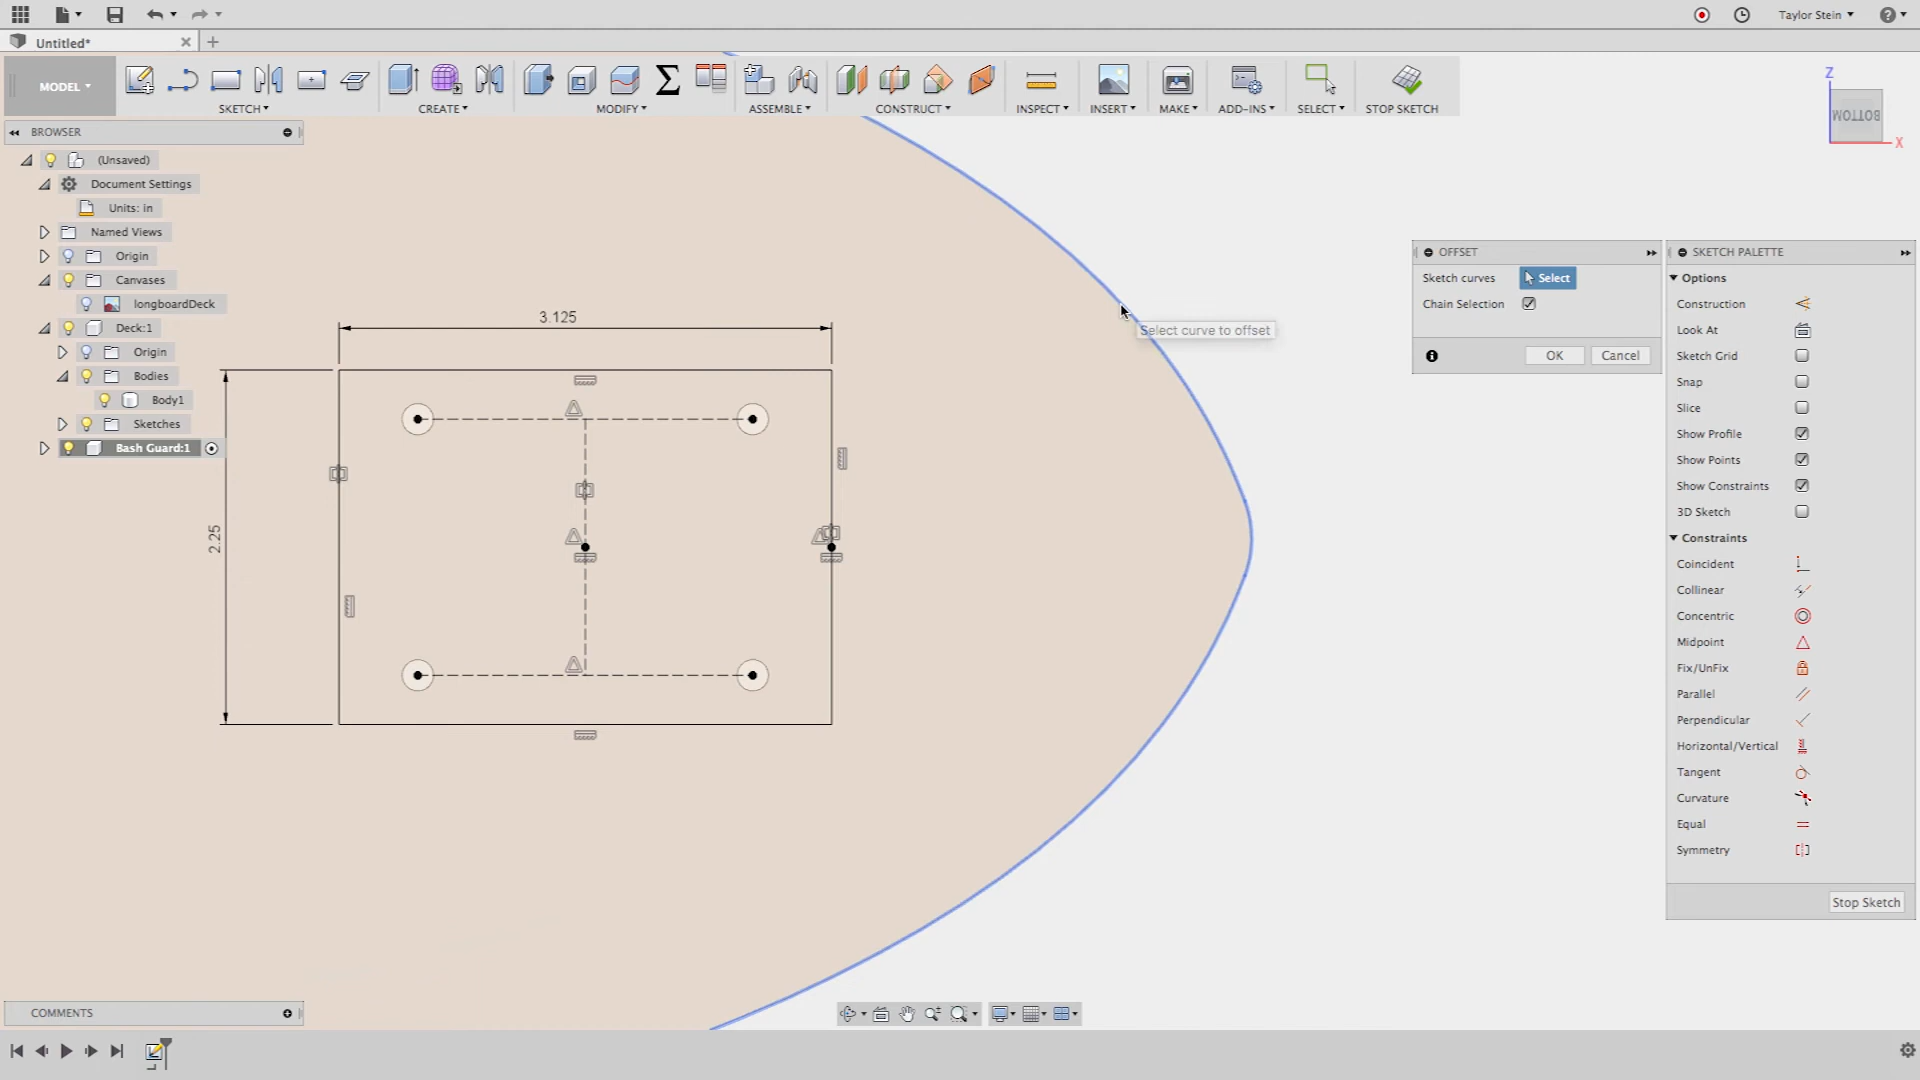 Taylor Stein
Untitled*
MODEL
SKETCH
CREATE
MODIFY
ASSEMBLE
CONSTRUCT
INSPECT
INSERT
MAKE
ADD-INS
SELECT
STOP SKETCH
Z
BOTTOM
X
BROWSER
(Unsaved)
Document Settings
Units: in
Named Views
Origin
Canvases
longboardDeck
Deck:1
Origin
Bodies
Body1
Sketches
Bash Guard:1
3.125
2.25
Select curve to offset
OFFSET
Sketch curves
Select
Chain Selection
OK
Cancel
SKETCH PALETTE
Options
Construction
Look At
Sketch Grid
Snap
Slice
Show Profile
Show Points
Show Constraints
3D Sketch
Constraints
Coincident
Collinear
Concentric
Midpoint
Fix/UnFix
Parallel
Perpendicular
Horizontal/Vertical
Tangent
Curvature
Equal
Symmetry
Stop Sketch
COMMENTS